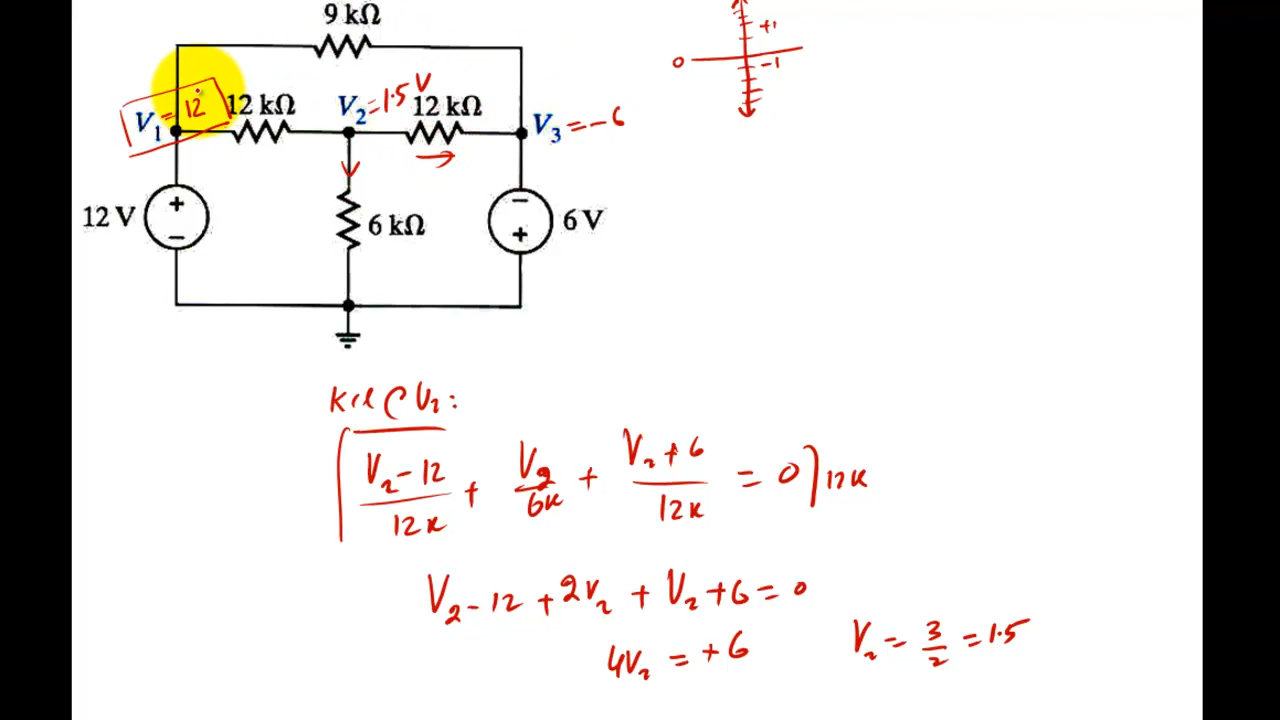 9 kΩ
+1
0
-1
V₁ = 12
12 kΩ
V₂ = 1.5 V
12 kΩ
V₃ = -6
12 V
+
-
6 kΩ
-
+
6 V
KCL @ V₂:
[ (V₂ - 12)/12K + V₂/6K + (V₂ + 6)/12K = 0 ] 12K
V₂ - 12 + 2V₂ + V₂ + 6 = 0
4V₂ = +6
V₂ = 3/2 = 1.5